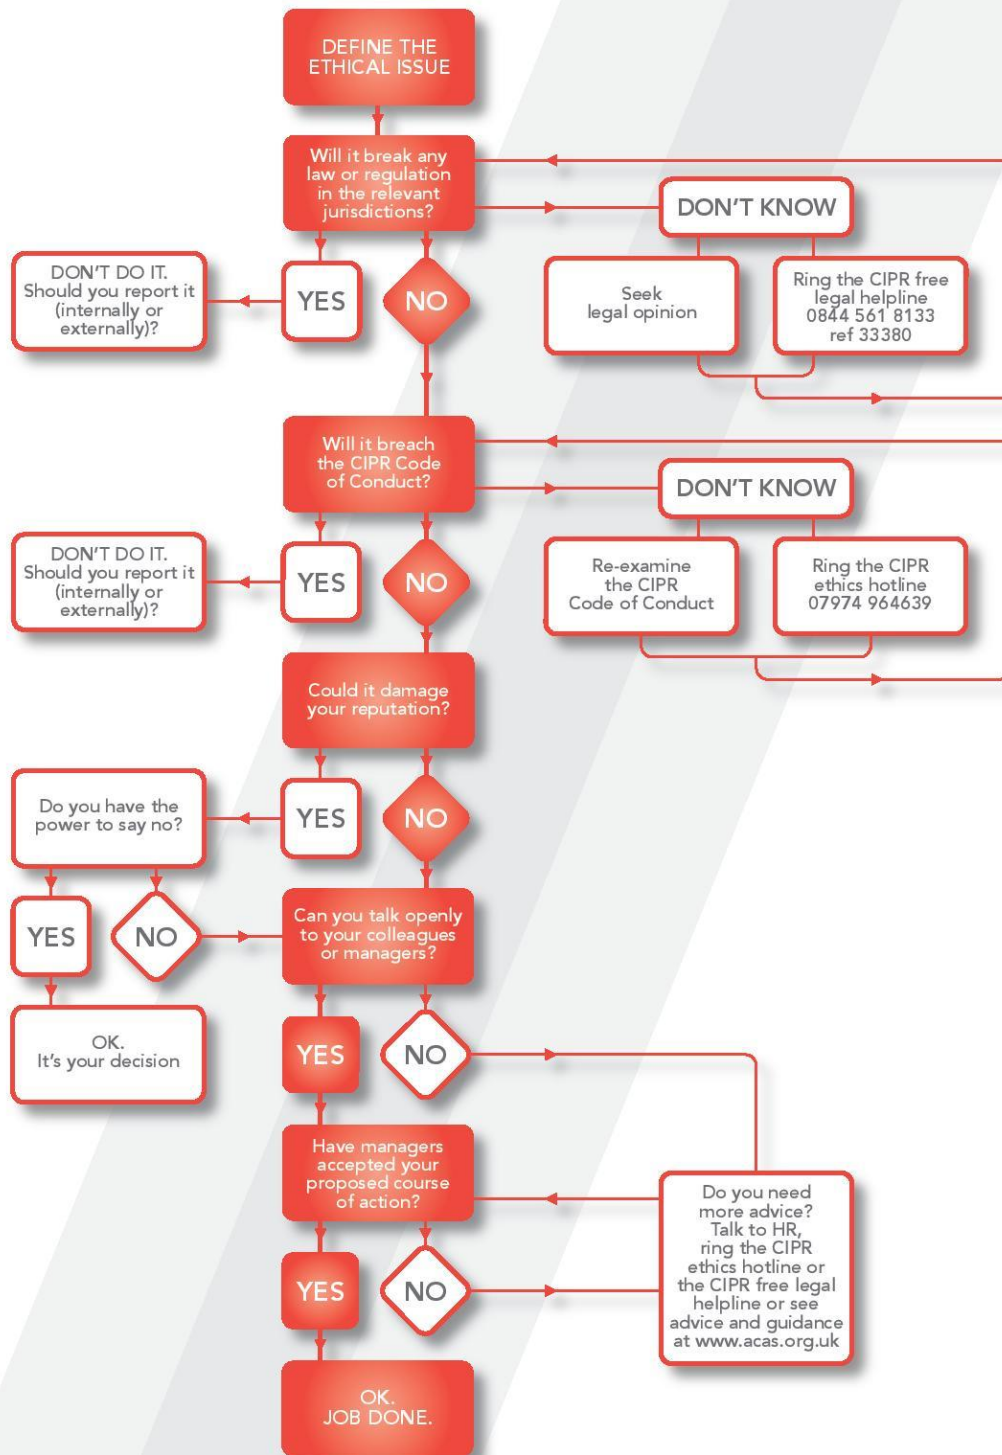 DEFINE THE
ETHICAL ISSUE
Will it break any
law or regulation
in the relevant
jurisdictions?
DON'T KNOW
DON'T DO IT.
Should you report it
(internally or
externally)?
YES
NO
Seek
legal opinion
Ring the CIPR free
legal helpline
0844 561 8133
ref 33380
Will it breach
the CIPR Code
of Conduct?
DON'T KNOW
DON'T DO IT.
Should you report it
(internally or
externally)?
YES
NO
Re-examine
the CIPR
Code of Conduct
Ring the CIPR
ethics hotline
07974 964639
Could it damage
your reputation?
Do you have the
power to say no?
YES
NO
YES
NO
Can you talk openly
to your colleagues
or managers?
OK.
It's your decision
YES
NO
Have managers
accepted your
proposed course
of action?
Do you need
more advice?
Talk to HR,
ring the CIPR
ethics hotline or
the CIPR free legal
helpline or see
advice and guidance
at www.acas.org.uk
YES
NO
OK.
JOB DONE.